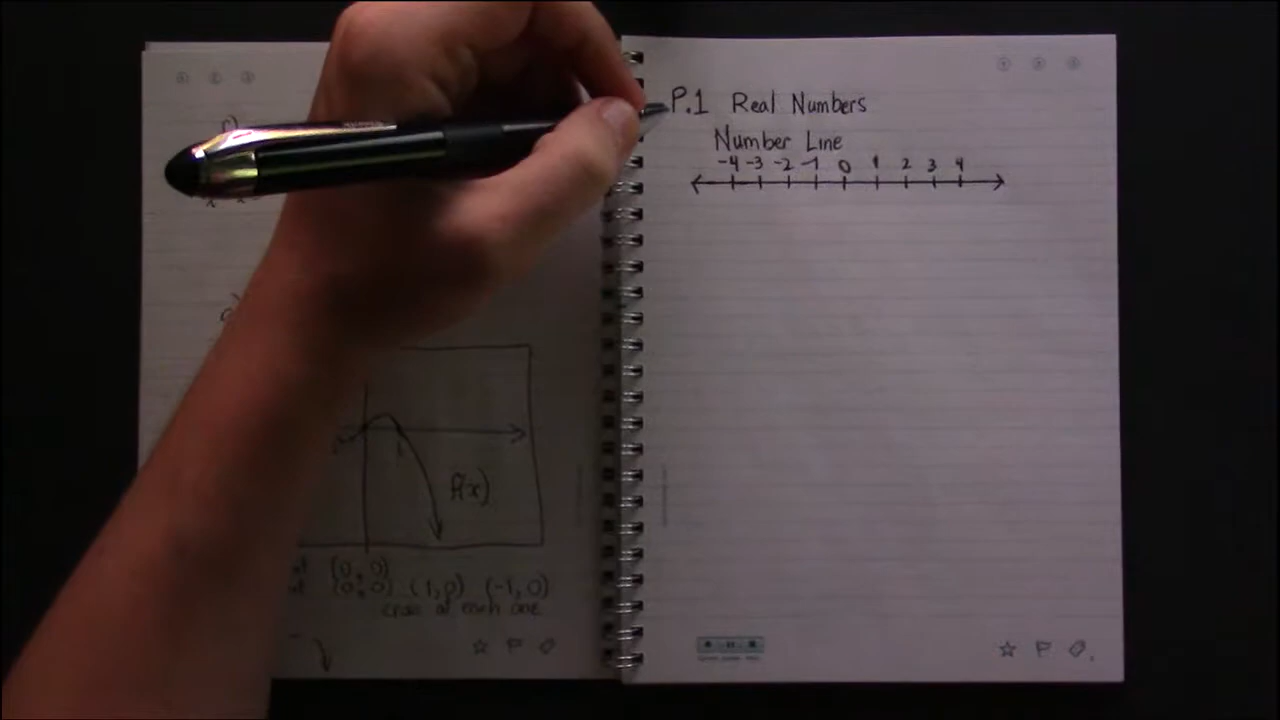 P.1 Real Numbers
Number Line
-4 -3 -2 -1 0 1 2 3 4
P(x)
(0, 0)
(0, 0) (1, 0) (-1, 0)
cross at each one